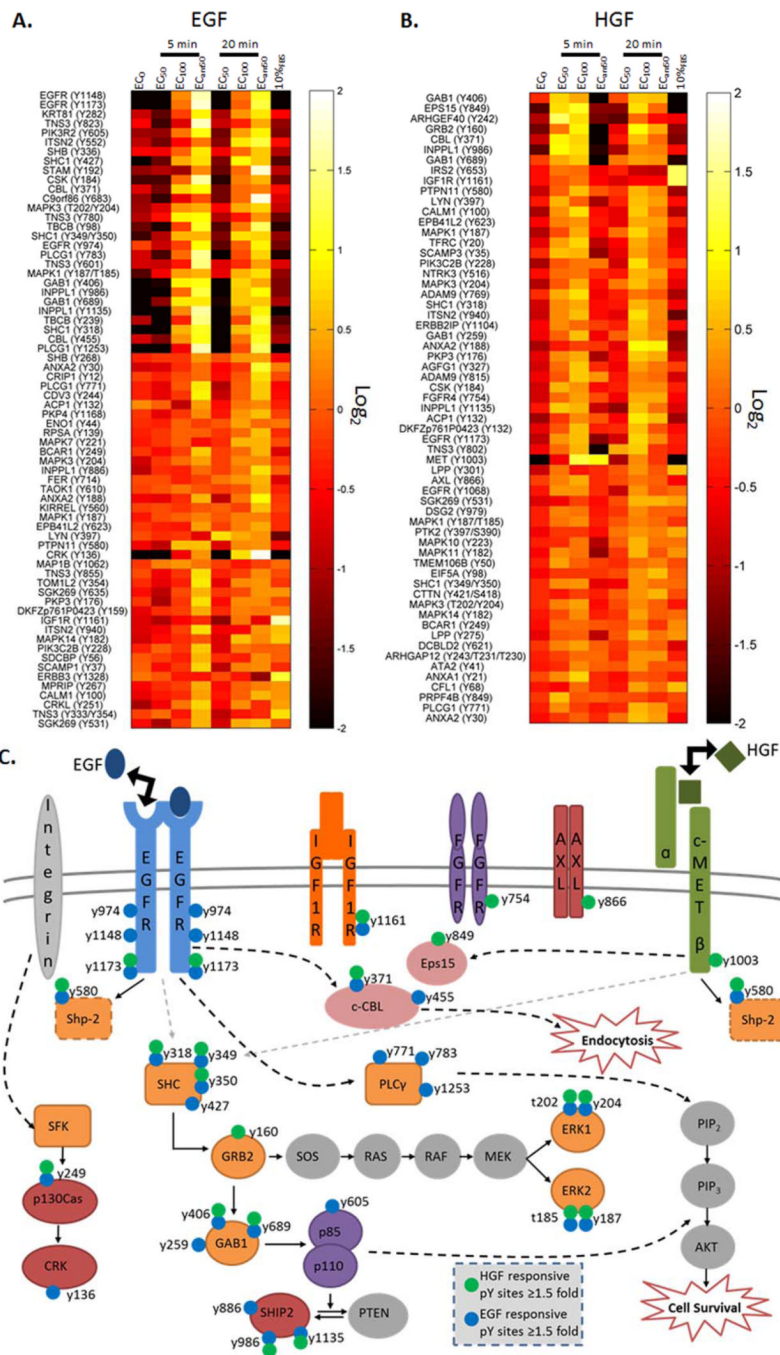 A.
EGF
5 min
20 min
EC0
EC50
EC100
ECand50
EC50
EC100
ECand50
10%FBS
EGFR (Y1148)
EGFR (Y1173)
KRT81 (Y282)
TNS3 (Y823)
PIK3R2 (Y605)
ITSN2 (Y552)
SHB (Y336)
SHC1 (Y427)
STAM (Y192)
CSK (Y184)
CBL (Y371)
C9orf86 (Y683)
MAPK3 (T202/Y204)
TNS3 (Y780)
TBCB (Y98)
SHC1 (Y349/Y350)
EGFR (Y974)
PLCG1 (Y783)
TNS3 (Y601)
MAPK1 (Y187/T185)
GAB1 (Y406)
INPPL1 (Y986)
GAB1 (Y689)
INPPL1 (Y1135)
TBCB (Y239)
SHC1 (Y318)
CBL (Y455)
PLCG1 (Y1253)
SHB (Y268)
ANXA2 (Y30)
CRIP1 (Y12)
PLCG1 (Y771)
CDV3 (Y244)
ACP1 (Y132)
PKP4 (Y1168)
ENO1 (Y44)
RPSA (Y139)
MAPK7 (Y221)
BCAR1 (Y249)
MAPK3 (Y204)
INPPL1 (Y886)
FER (Y714)
TAOK1 (Y610)
ANXA2 (Y188)
KIRREL (Y560)
MAPK1 (Y187)
EPB41L2 (Y623)
LYN (Y397)
PTPN11 (Y580)
CRK (Y136)
MAP1B (Y1062)
TNS3 (Y855)
TOM1L2 (Y354)
SGK269 (Y635)
PKP3 (Y176)
DKFZp761P0423 (Y159)
IGF1R (Y1161)
ITSN2 (Y940)
MAPK14 (Y182)
PIK3C2B (Y228)
SDCBP (Y56)
SCAMP1 (Y37)
ERBB3 (Y1328)
MPRIP (Y267)
CALM1 (Y100)
CRKL (Y251)
TNS3 (Y333/Y354)
SGK269 (Y531)
2
1.5
1
0.5
0
-0.5
-1
-1.5
-2
Log2
B.
HGF
5 min
20 min
EC0
EC50
EC100
ECand50
EC50
EC100
ECand50
10%FBS
GAB1 (Y406)
EPS15 (Y849)
ARHGEF40 (Y242)
GRB2 (Y160)
CBL (Y371)
INPPL1 (Y986)
GAB1 (Y689)
IRS2 (Y653)
IGF1R (Y1161)
PTPN11 (Y580)
LYN (Y397)
CALM1 (Y100)
EPB41L2 (Y623)
MAPK1 (Y187)
TFRC (Y20)
SCAMP3 (Y35)
PIK3C2B (Y228)
NTRK3 (Y516)
MAPK3 (Y204)
ADAM9 (Y769)
SHC1 (Y318)
ITSN2 (Y940)
ERBB2IP (Y1104)
GAB1 (Y259)
ANXA2 (Y188)
PKP3 (Y176)
AGFG1 (Y327)
ADAM9 (Y815)
CSK (Y184)
FGFR4 (Y754)
INPPL1 (Y1135)
ACP1 (Y132)
DKFZp761P0423 (Y132)
EGFR (Y1173)
TNS3 (Y802)
MET (Y1003)
LPP (Y301)
AXL (Y866)
EGFR (Y1068)
SGK269 (Y531)
DSG2 (Y979)
MAPK1 (Y187/T185)
PTK2 (Y397/S390)
MAPK10 (Y223)
MAPK11 (Y182)
TMEM106B (Y50)
EIF5A (Y98)
SHC1 (Y349/Y350)
CTTN (Y421/S418)
MAPK3 (T202/Y204)
MAPK14 (Y182)
BCAR1 (Y249)
LPP (Y275)
DCBLD2 (Y621)
ARHGAP12 (Y243/T231/T230)
ATA2 (Y41)
ANXA1 (Y21)
CFL1 (Y68)
PRPF4B (Y849)
PLCG1 (Y771)
ANXA2 (Y30)
2
1.5
1
0.5
0
-0.5
-1
-1.5
-2
Log2
C.
EGF
HGF
Integrin
EGFR
EGFR
IGF1R
IGF1R
FGFR
FGFR
AXL
AXL
α
c-MET β
y974
y974
y1148
y1148
y1173
y1173
y1161
y754
y866
y849
Eps15
y1003
y580
Shp-2
y371
c-CBL
y455
Endocytosis
y580
Shp-2
y318
y349
SHC
y350
y427
y771
y783
PLCγ
y1253
SFK
y249
p130Cas
CRK
y136
y160
GRB2
SOS
RAS
RAF
MEK
t202
y204
ERK1
ERK2
t185
y187
PIP2
PIP3
AKT
Cell Survival
y406
y689
GAB1
y259
y605
p85
p110
y886
SHIP2
PTEN
y986
y1135
HGF responsive
pY sites ≥1.5 fold
EGF responsive
pY sites ≥1.5 fold